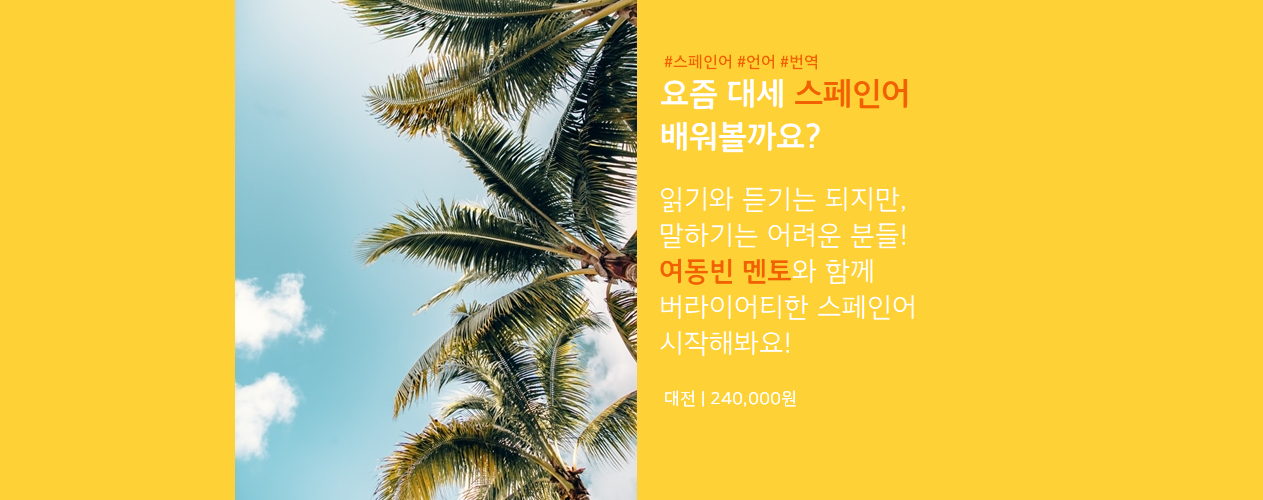 #스페인어 #언어 #번역
요즘 대세 스페인어
배워볼까요?
읽기와 듣기는 되지만,
말하기는 어려운 분들!
여동빈 멘토와 함께
버라이어티한 스페인어
시작해봐요!
대전 | 240,000원